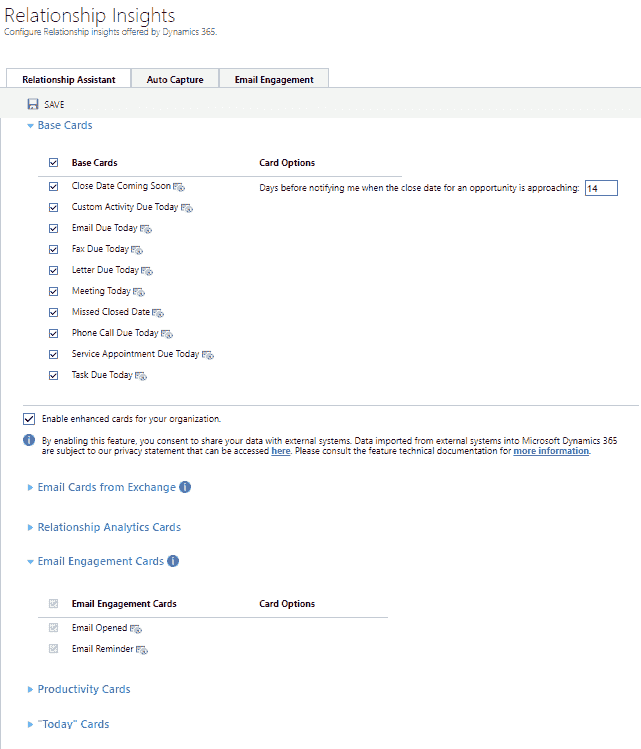 Relationship Insights
Configure Relationship insights offered by Dynamics 365.
Relationship Assistant Auto Capture Email Engagement
SAVE
Base Cards
Base Cards Card Options
Close Date Coming Soon Days before notifying me when the close date for an opportunity is approaching: 14
Custom Activity Due Today
Email Due Today
Fax Due Today
Letter Due Today
Meeting Today
Missed Closed Date
Phone Call Due Today
Service Appointment Due Today
Task Due Today
Enable enhanced cards for your organization.
By enabling this feature, you consent to share your data with external systems. Data imported from external systems into Microsoft Dynamics 365
are subject to our privacy statement that can be accessed here. Please consult the feature technical documentation for more information.
Email Cards from Exchange
Relationship Analytics Cards
Email Engagement Cards
Email Engagement Cards Card Options
Email Opened
Email Reminder
Productivity Cards
"Today" Cards